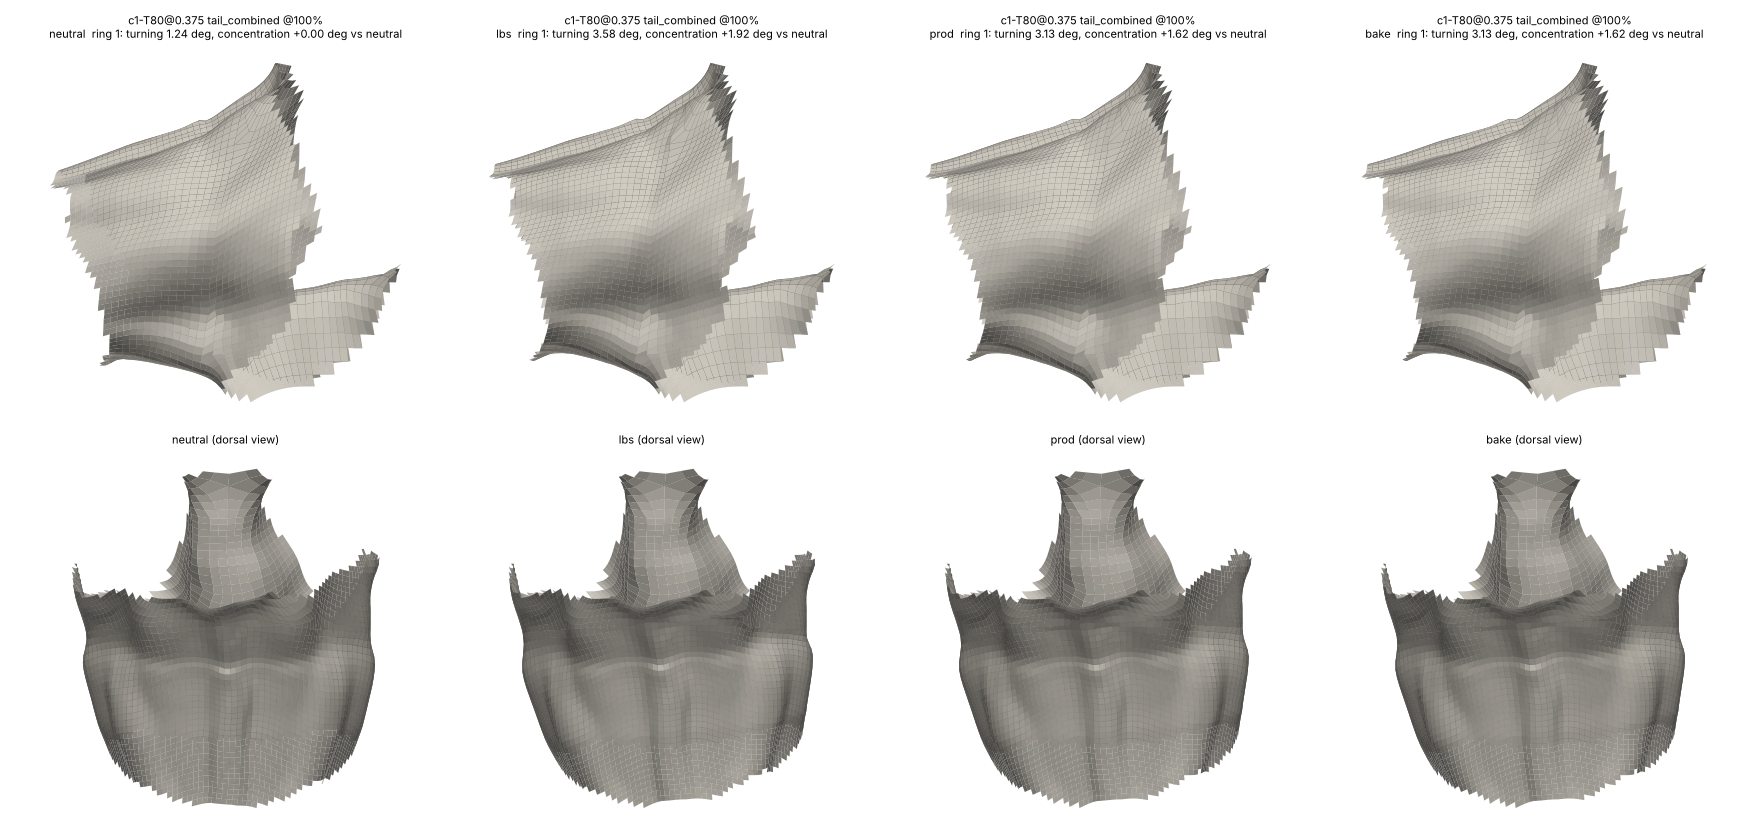 c1-T80@0.375 tail_combined @100%
neutral  ring 1: turning 1.24 deg, concentration +0.00 deg vs neutral
c1-T80@0.375 tail_combined @100%
lbs  ring 1: turning 3.58 deg, concentration +1.92 deg vs neutral
c1-T80@0.375 tail_combined @100%
prod  ring 1: turning 3.13 deg, concentration +1.62 deg vs neutral
c1-T80@0.375 tail_combined @100%
bake  ring 1: turning 3.13 deg, concentration +1.62 deg vs neutral
neutral (dorsal view)
lbs (dorsal view)
prod (dorsal view)
bake (dorsal view)